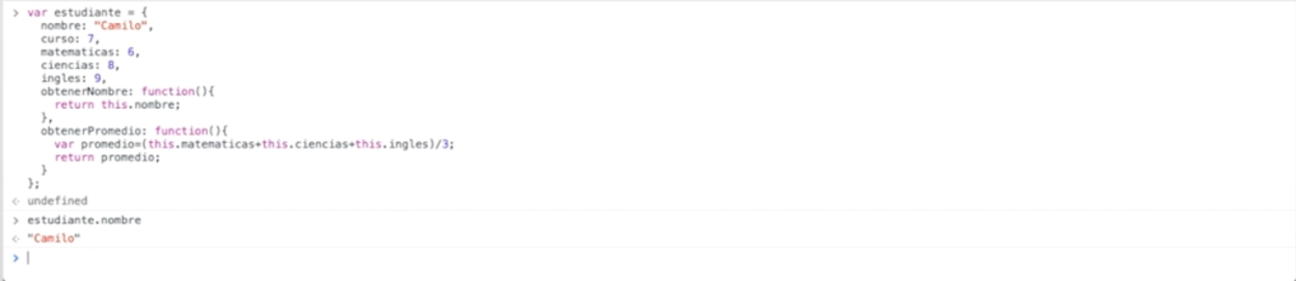 > var estudiante = {
nombre: "Camilo",
curso: 7,
matematicas: 6,
ciencias: 8,
ingles: 9,
obtenerNombre: function(){
return this.nombre;
},
obtenerPromedio: function(){
var promedio=(this.matematicas+this.ciencias+this.ingles)/3;
return promedio;
}
};
< undefined
> estudiante.nombre
< "Camilo"
>